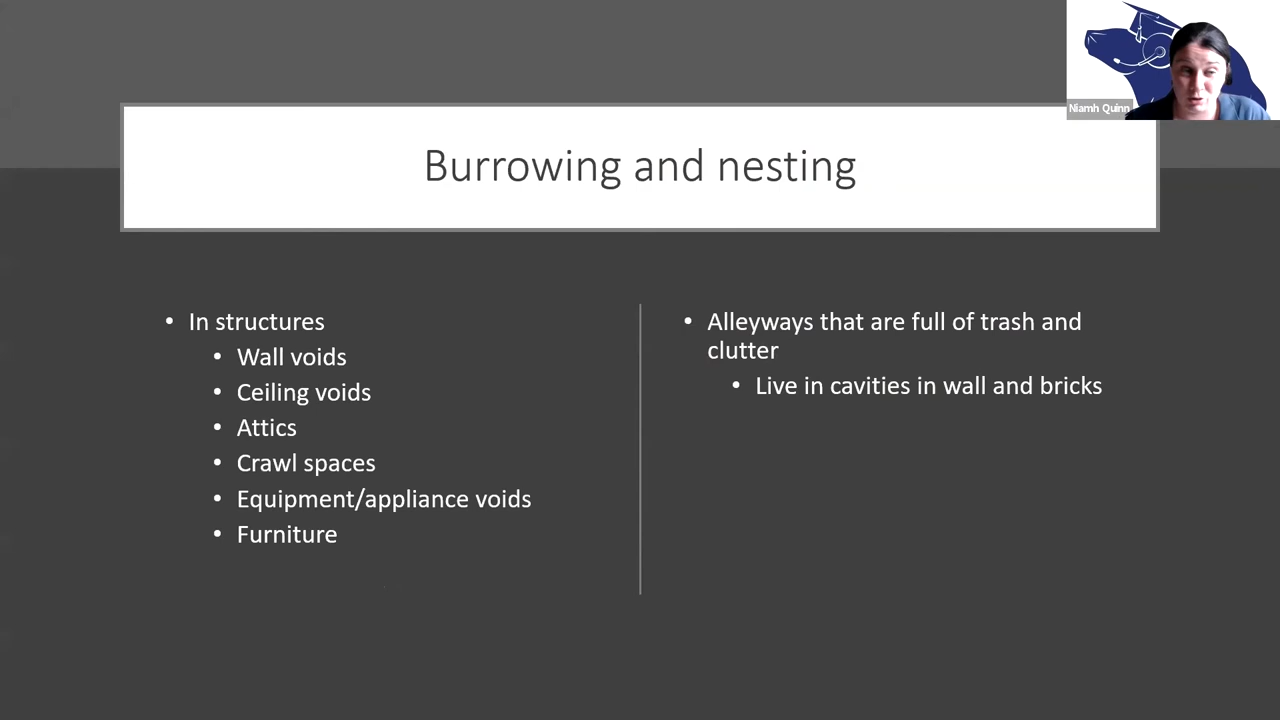 Niamh Quinn
Burrowing and nesting
• In structures
• Wall voids
• Ceiling voids
• Attics
• Crawl spaces
• Equipment/appliance voids
• Furniture
• Alleyways that are full of trash and
clutter
• Live in cavities in wall and bricks